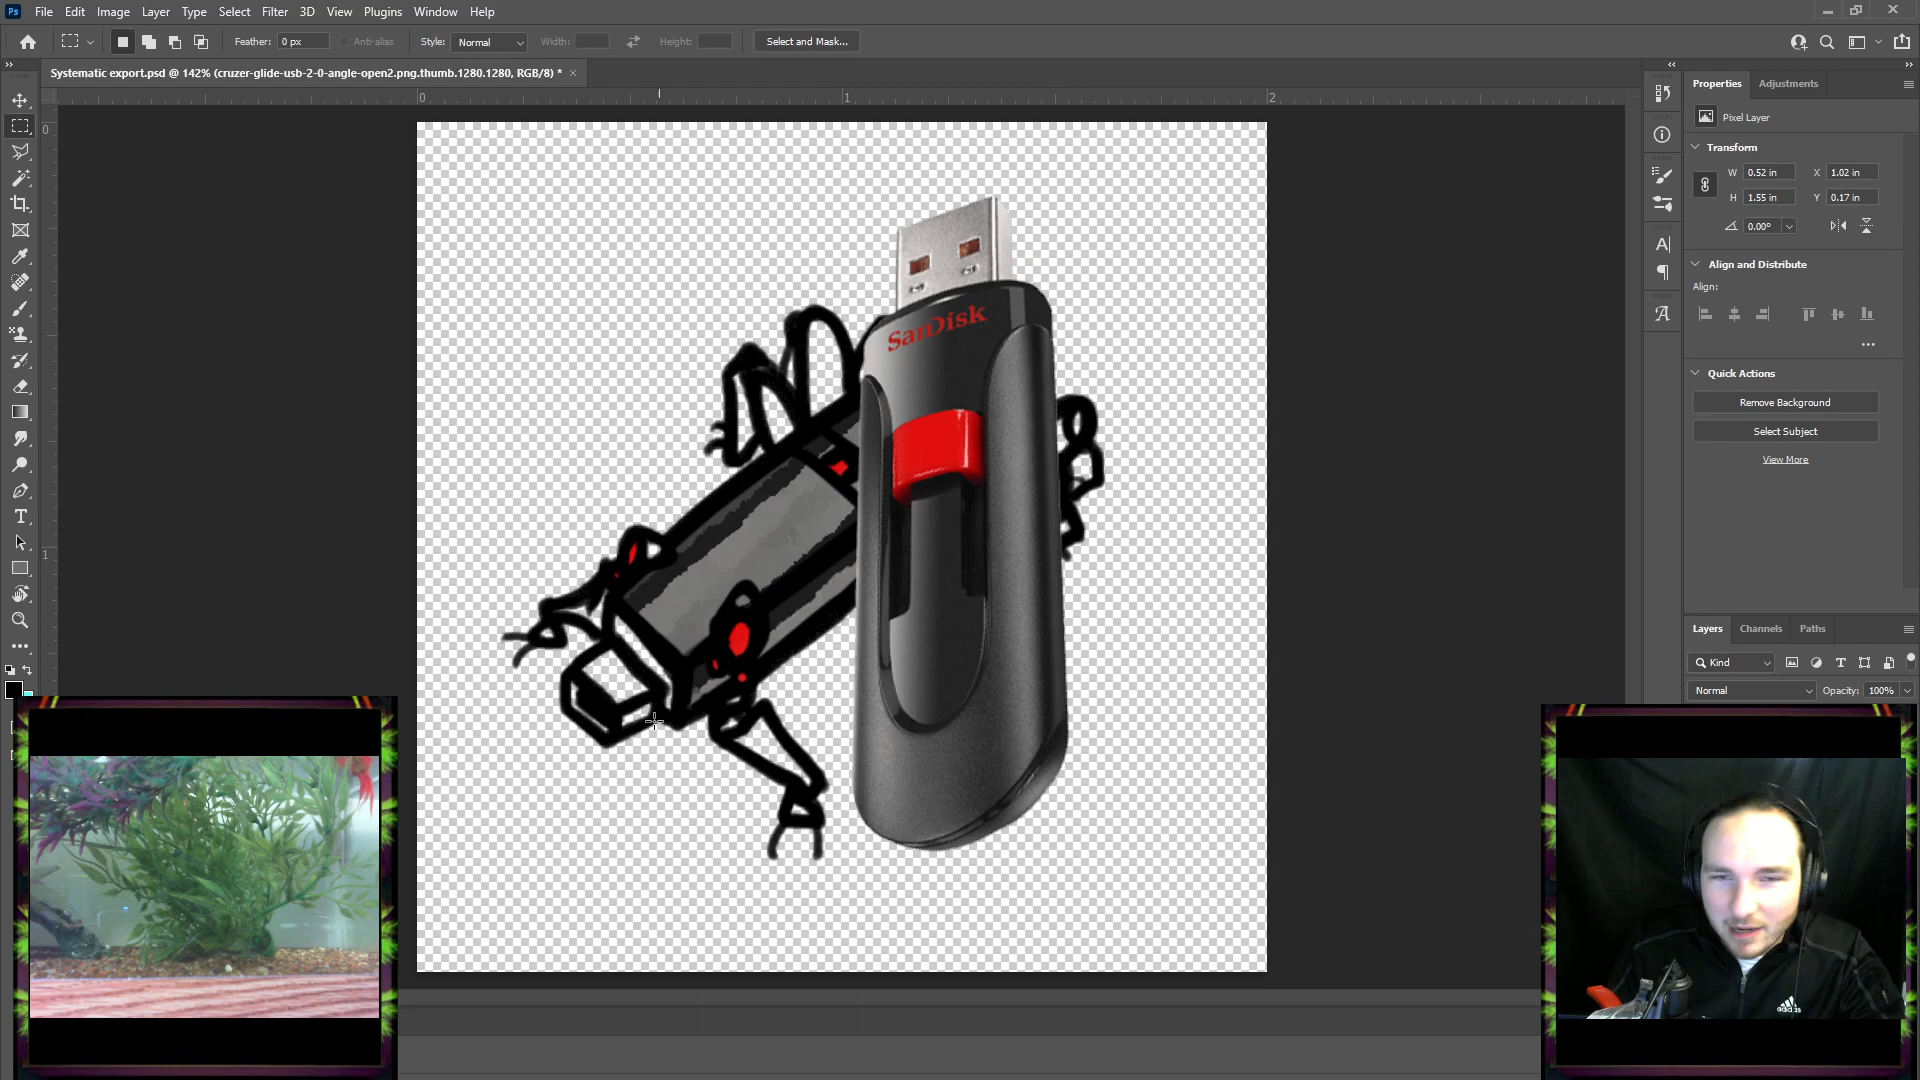 Ps File Edit Image Layer Type Select Filter 3D View Plugins Window Help
Feather: 0 px Anti-alias Style: Normal Width: Height: Select and Mask...
Systematic export.psd @ 142% (cruzer-glide-usb-2-0-angle-open2.png.thumb.1280.1280, RGB/8) * ×
0 1 2
0
1
SanDisk
Properties Adjustments
Pixel Layer
Transform
W 0.52 in X 1.02 in
H 1.55 in Y 0.17 in
0.00°
Align and Distribute
Align:
Quick Actions
Remove Background
Select Subject
View More
Layers Channels Paths
Kind
Normal Opacity: 100%
adidas